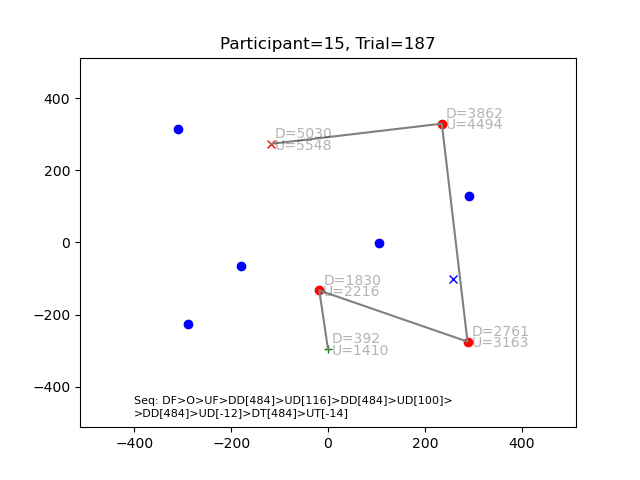 Participant=15, Trial=187
400
200
0
−200
−400
D=3862
U=4494
D=5030
U=5548
D=1830
U=2216
D=2761
U=3163
D=392
U=1410
Seq: DF>O>UF>DD[484]>UD[116]>DD[484]>UD[100]>
>DD[484]>UD[-12]>DT[484]>UT[-14]
−400 −200 0 200 400